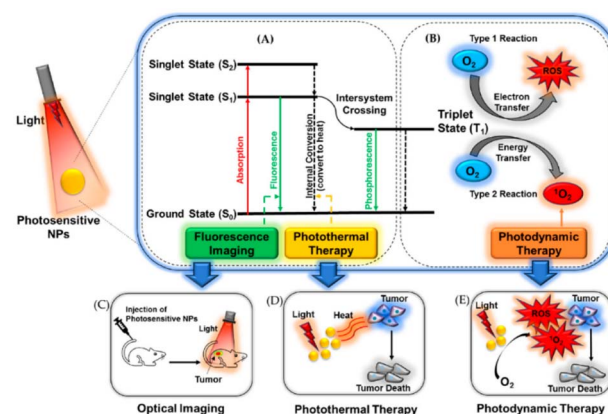 (A)
(B)
Type 1 Reaction
O₂
ROS
Electron
Transfer
Singlet State (S₂)
Singlet State (S₁)
Intersystem
Crossing
Triplet
State (T₁)
Light
Photosensitive
NPs
Absorption
Fluorescence
Internal Conversion
(convert to heat)
Phosphorescence
Energy
Transfer
O₂
Type 2 Reaction
¹O₂
Ground State (S₀)
Fluorescence
Imaging
Photothermal
Therapy
Photodynamic
Therapy
(C)
Injection of
Photosensitive NPs
Light
Tumor
Optical Imaging
(D)
Light
Heat
Tumor
Tumor Death
Photothermal Therapy
(E)
Light
ROS
¹O₂
Tumor
O₂
Tumor Death
Photodynamic Therapy